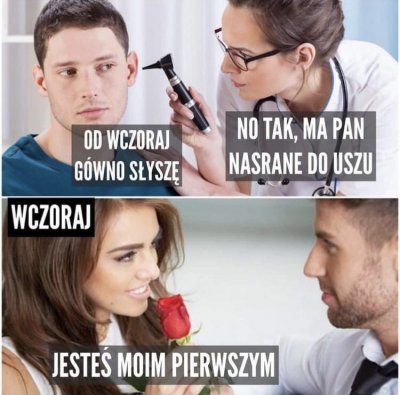 OD WCZORAJ
GÓWNO SŁYSZĘ
NO TAK, MA PAN
NASRANE DO USZU
WCZORAJ
JESTEŚ MOIM PIERWSZYM